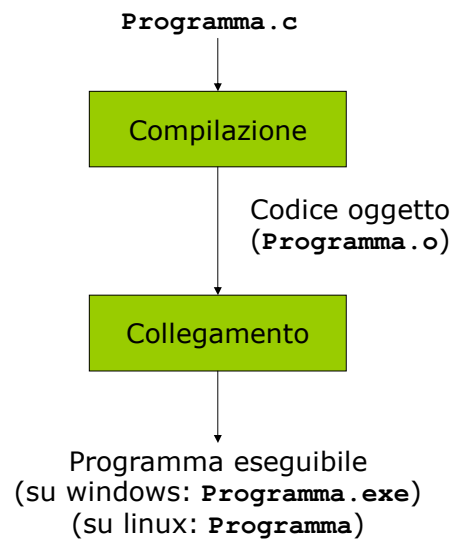 Programma.c
Compilazione
Codice oggetto
(Programma.o)
Collegamento
Programma eseguibile
(su windows: Programma.exe)
(su linux: Programma)